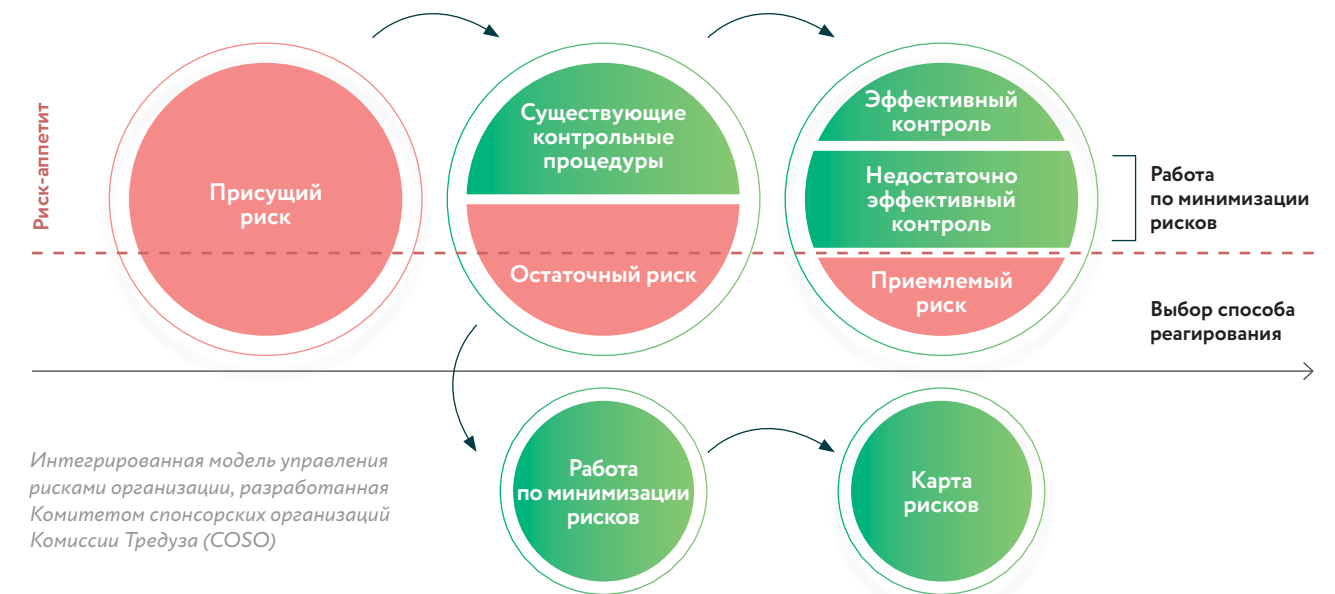 Риск-аппетит
Присущий
риск
Существующие
контрольные
процедуры
Остаточный риск
Эффективный
контроль
Недостаточно
эффективный
контроль
Приемлемый
риск
Работа
по минимизации
рисков
Выбор способа
реагирования
Интегрированная модель управления
рисками организации, разработанная
Комитетом спонсорских организаций
Комиссии Тредуза (COSO)
Работа
по минимизации
рисков
Карта
рисков